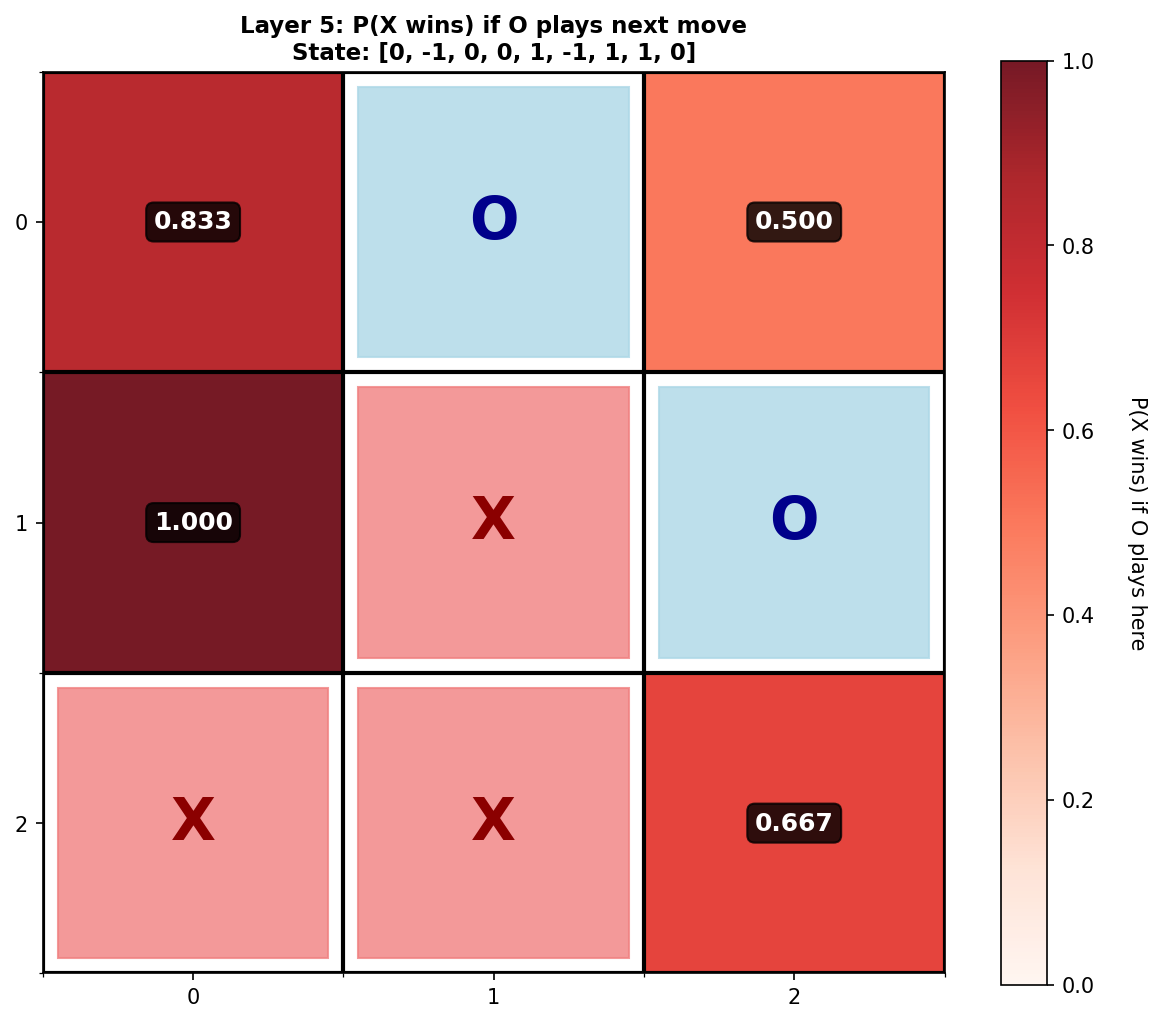 Layer 5: P(X wins) if O plays next move
State: [0, -1, 0, 0, 1, -1, 1, 1, 0]
0.833
O
0.500
1.000
X
O
X
X
0.667
0
1
2
0
1
2
1.0
0.8
0.6
0.4
0.2
0.0
P(X wins) if O plays here